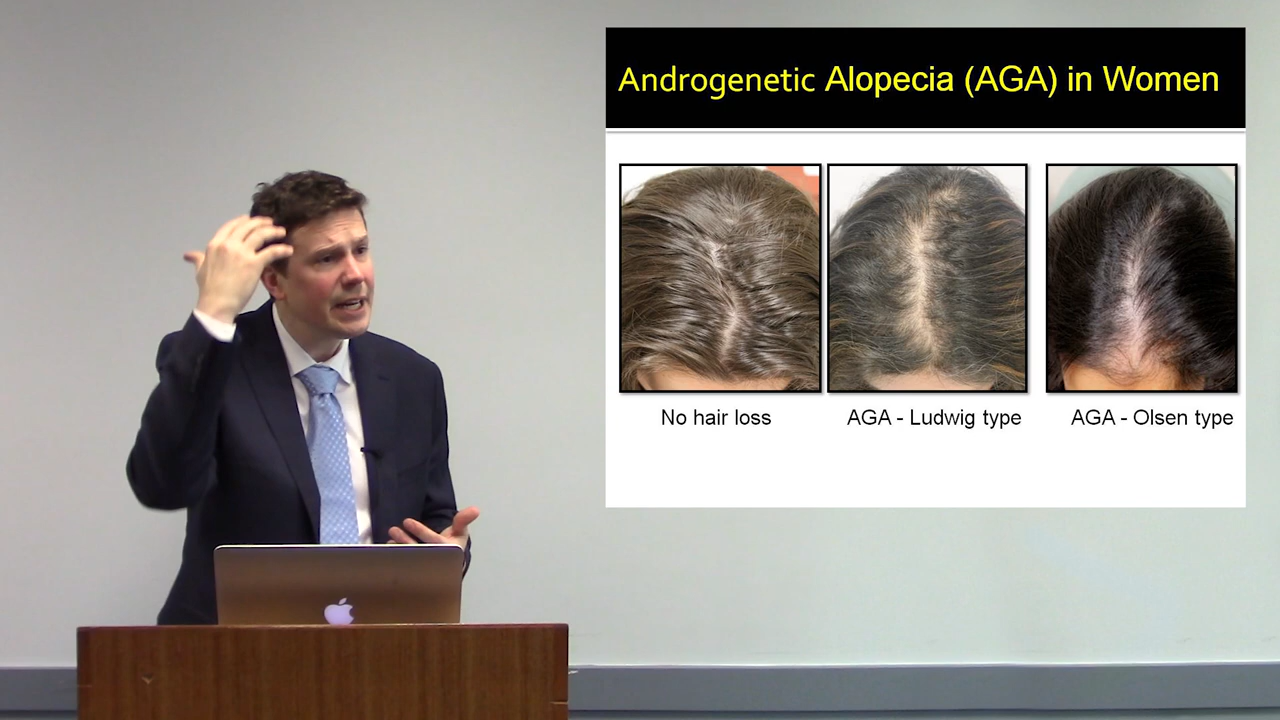 Androgenetic Alopecia (AGA) in Women
No hair loss
AGA - Ludwig type
AGA - Olsen type